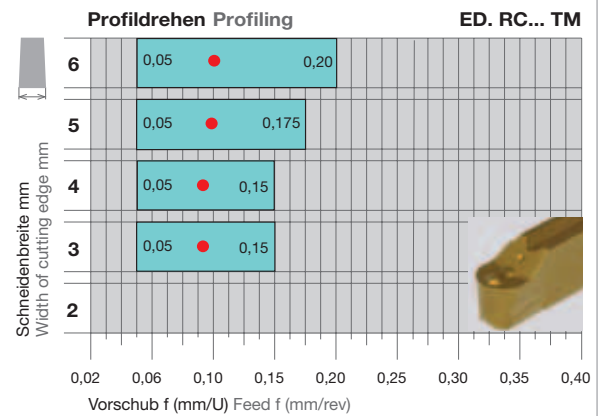 Profildrehen Profiling ED. RC... TM
6 0,05 0,20
5 0,05 0,175
4 0,05 0,15
3 0,05 0,15
2
Schneidenbreite mm
Width of cutting edge mm
0,02 0,06 0,10 0,15 0,20 0,25 0,30 0,35 0,40
Vorschub f (mm/U) Feed f (mm/rev)